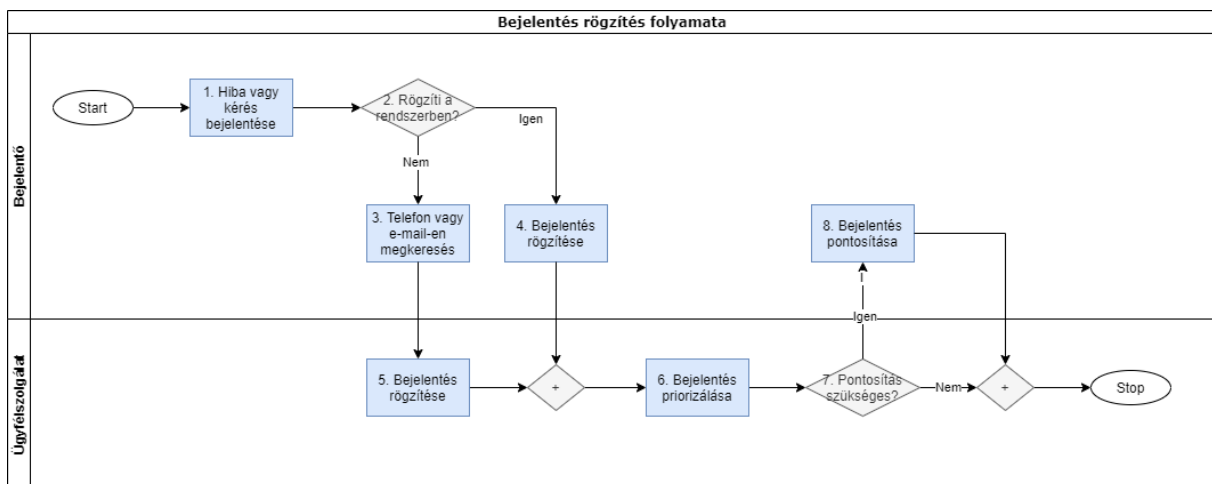 Bejelentés rögzítés folyamata
Bejelentő
Start
1. Hiba vagy
kérés
bejelentése
2. Rögzíti a
rendszerben?
Igen
Nem
3. Telefon vagy
e-mail-en
megkeresés
4. Bejelentés
rögzítése
8. Bejelentés
pontosítása
Igen
Ügyfélszolgálat
5. Bejelentés
rögzítése
+
6. Bejelentés
priorizálása
7. Pontosítás
szükséges?
Nem
+
Stop